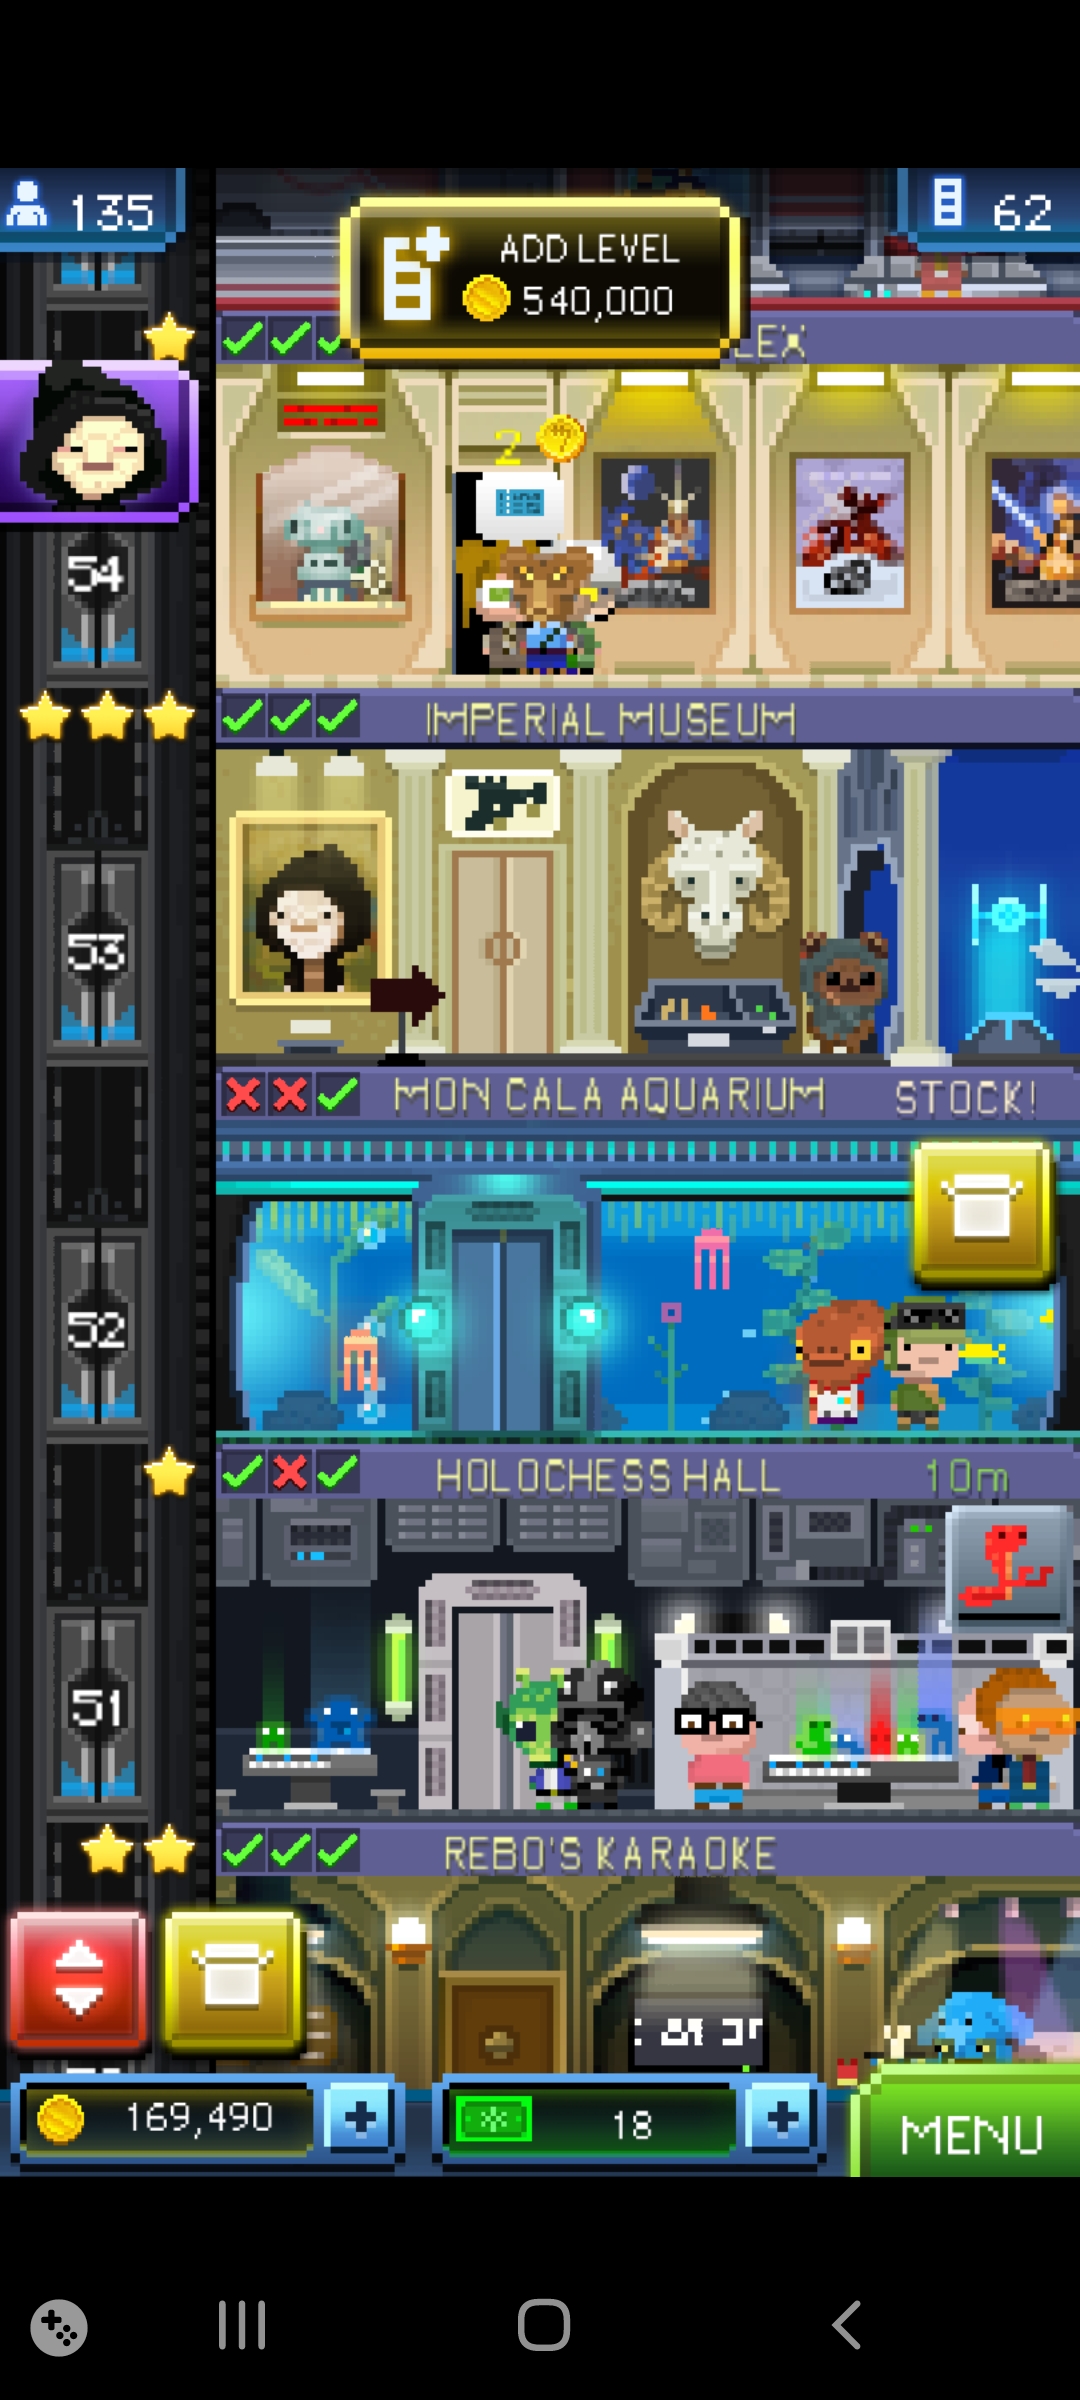 135
ADD LEVEL
540,000
62
LEX
2
54
IMPERIAL MUSEUM
53
MON CALA AQUARIUM STOCK!
52
HOLOCHESS HALL 10m
51
REBO'S KARAOKE
169,490
18
MENU